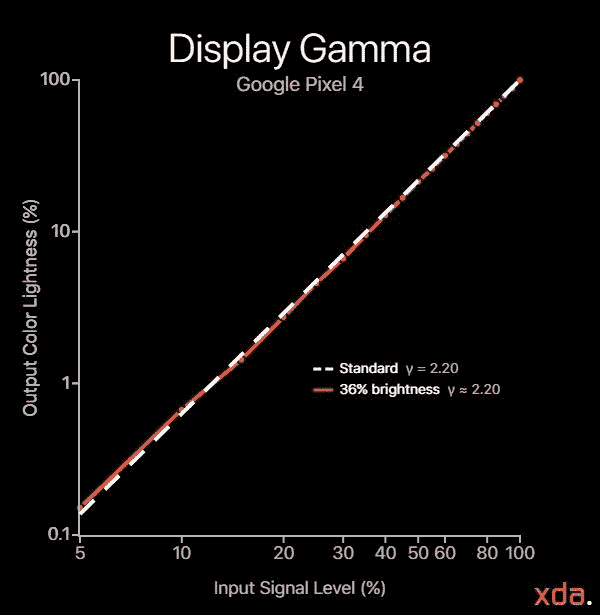 Display Gamma
Google Pixel 4
100
10
1
0.1
Output Color Lightness (%)
Standard γ = 2.20
36% brightness γ ≈ 2.20
5 10 20 30 40 50 60 80 100
Input Signal Level (%)
xda.